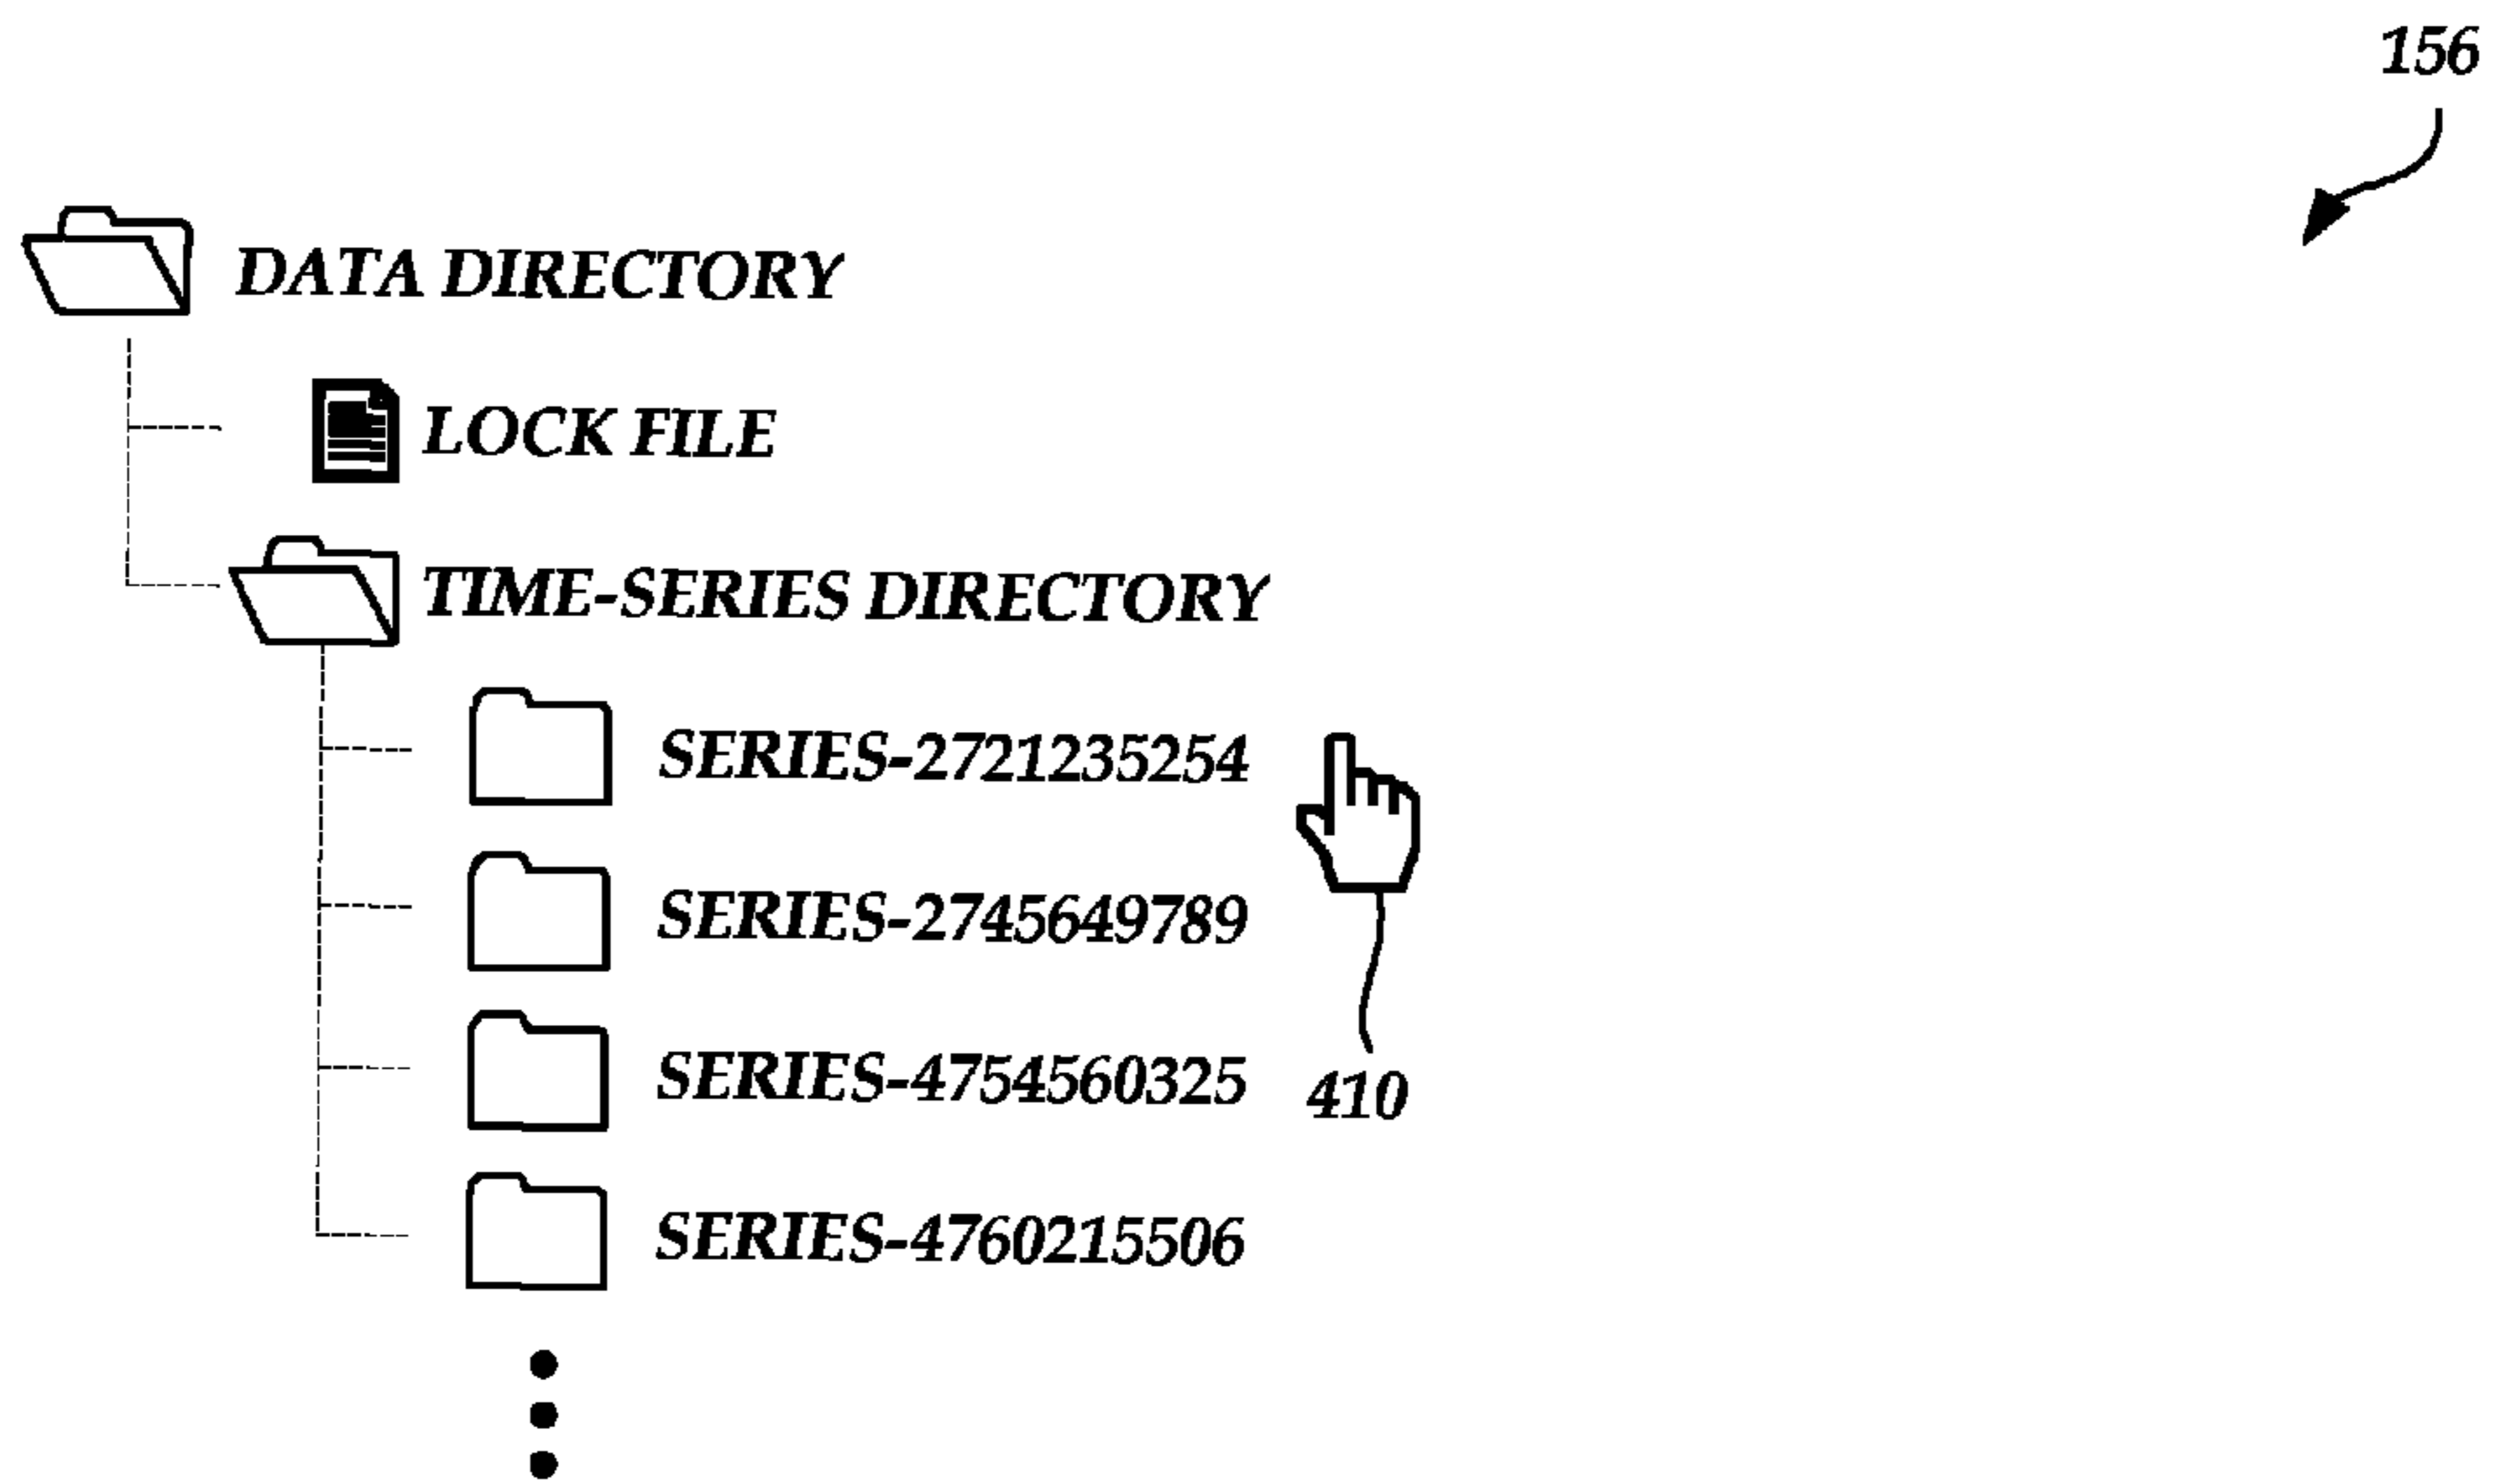 156
DATA DIRECTORY
LOCK FILE
TIME-SERIES DIRECTORY
SERIES-2721235254
SERIES-2745649789
SERIES-4754560325
410
SERIES-4760215506